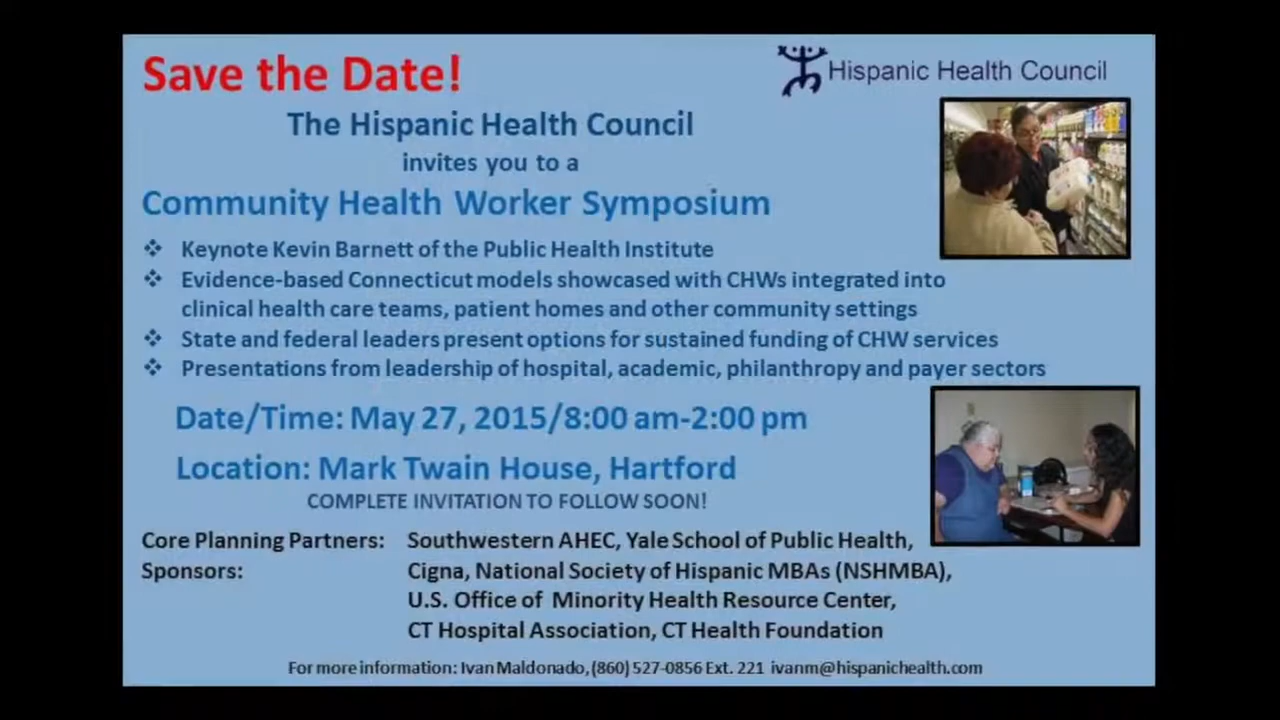 Save the Date!
Hispanic Health Council
The Hispanic Health Council
invites you to a
Community Health Worker Symposium
❖ Keynote Kevin Barnett of the Public Health Institute
❖ Evidence-based Connecticut models showcased with CHWs integrated into
clinical health care teams, patient homes and other community settings
❖ State and federal leaders present options for sustained funding of CHW services
❖ Presentations from leadership of hospital, academic, philanthropy and payer sectors
Date/Time: May 27, 2015/8:00 am-2:00 pm
Location: Mark Twain House, Hartford
COMPLETE INVITATION TO FOLLOW SOON!
Core Planning Partners: Southwestern AHEC, Yale School of Public Health,
Sponsors: Cigna, National Society of Hispanic MBAs (NSHMBA),
U.S. Office of Minority Health Resource Center,
CT Hospital Association, CT Health Foundation
For more information: Ivan Maldonado, (860) 527-0856 Ext. 221 ivanm@hispanichealth.com